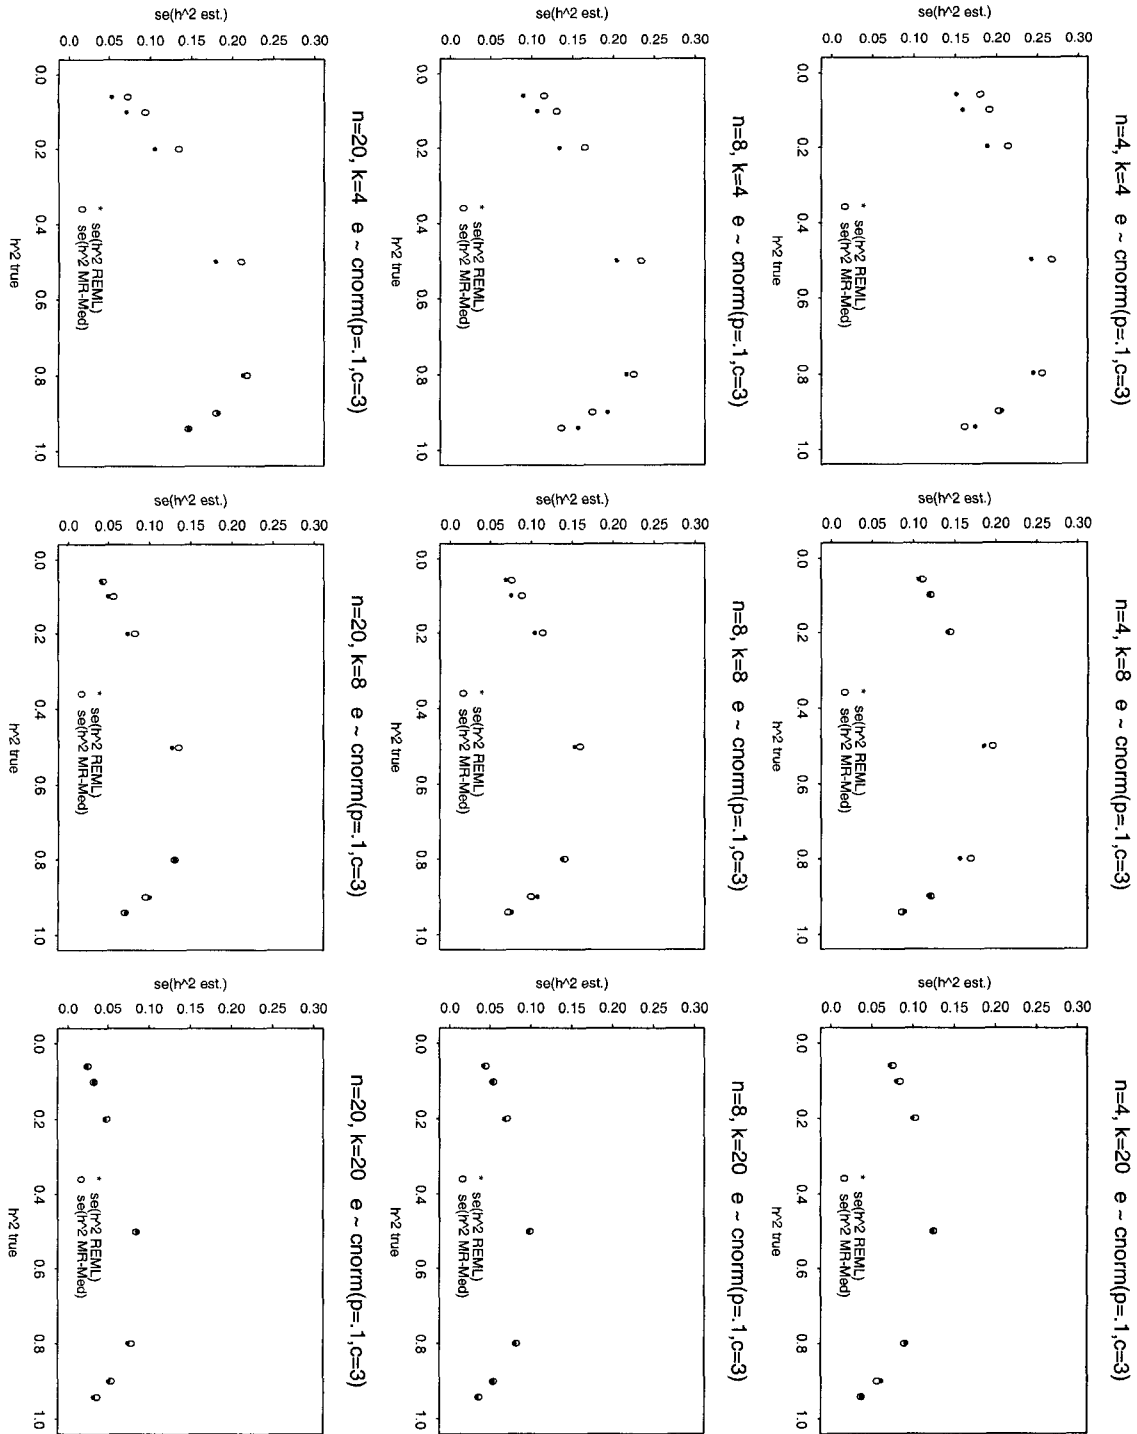 n=4, k=4 e ~ cnorm(p=.1,c=3)
se(h^2 est.)
0.0 0.05 0.10 0.15 0.20 0.25 0.30
* se(h^2 REML)
o se(h^2 MR-Med)
0.0 0.2 0.4 0.6 0.8 1.0
h^2 true
n=4, k=8 e ~ cnorm(p=.1,c=3)
se(h^2 est.)
0.0 0.05 0.10 0.15 0.20 0.25 0.30
* se(h^2 REML)
o se(h^2 MR-Med)
0.0 0.2 0.4 0.6 0.8 1.0
h^2 true
n=4, k=20 e ~ cnorm(p=.1,c=3)
se(h^2 est.)
0.0 0.05 0.10 0.15 0.20 0.25 0.30
* se(h^2 REML)
o se(h^2 MR-Med)
0.0 0.2 0.4 0.6 0.8 1.0
h^2 true
n=8, k=4 e ~ cnorm(p=.1,c=3)
se(h^2 est.)
0.0 0.05 0.10 0.15 0.20 0.25 0.30
* se(h^2 REML)
o se(h^2 MR-Med)
0.0 0.2 0.4 0.6 0.8 1.0
h^2 true
n=8, k=8 e ~ cnorm(p=.1,c=3)
se(h^2 est.)
0.0 0.05 0.10 0.15 0.20 0.25 0.30
* se(h^2 REML)
o se(h^2 MR-Med)
0.0 0.2 0.4 0.6 0.8 1.0
h^2 true
n=8, k=20 e ~ cnorm(p=.1,c=3)
se(h^2 est.)
0.0 0.05 0.10 0.15 0.20 0.25 0.30
* se(h^2 REML)
o se(h^2 MR-Med)
0.0 0.2 0.4 0.6 0.8 1.0
h^2 true
n=20, k=4 e ~ cnorm(p=.1,c=3)
se(h^2 est.)
0.0 0.05 0.10 0.15 0.20 0.25 0.30
* se(h^2 REML)
o se(h^2 MR-Med)
0.0 0.2 0.4 0.6 0.8 1.0
h^2 true
n=20, k=8 e ~ cnorm(p=.1,c=3)
se(h^2 est.)
0.0 0.05 0.10 0.15 0.20 0.25 0.30
* se(h^2 REML)
o se(h^2 MR-Med)
0.0 0.2 0.4 0.6 0.8 1.0
h^2 true
n=20, k=20 e ~ cnorm(p=.1,c=3)
se(h^2 est.)
0.0 0.05 0.10 0.15 0.20 0.25 0.30
* se(h^2 REML)
o se(h^2 MR-Med)
0.0 0.2 0.4 0.6 0.8 1.0
h^2 true